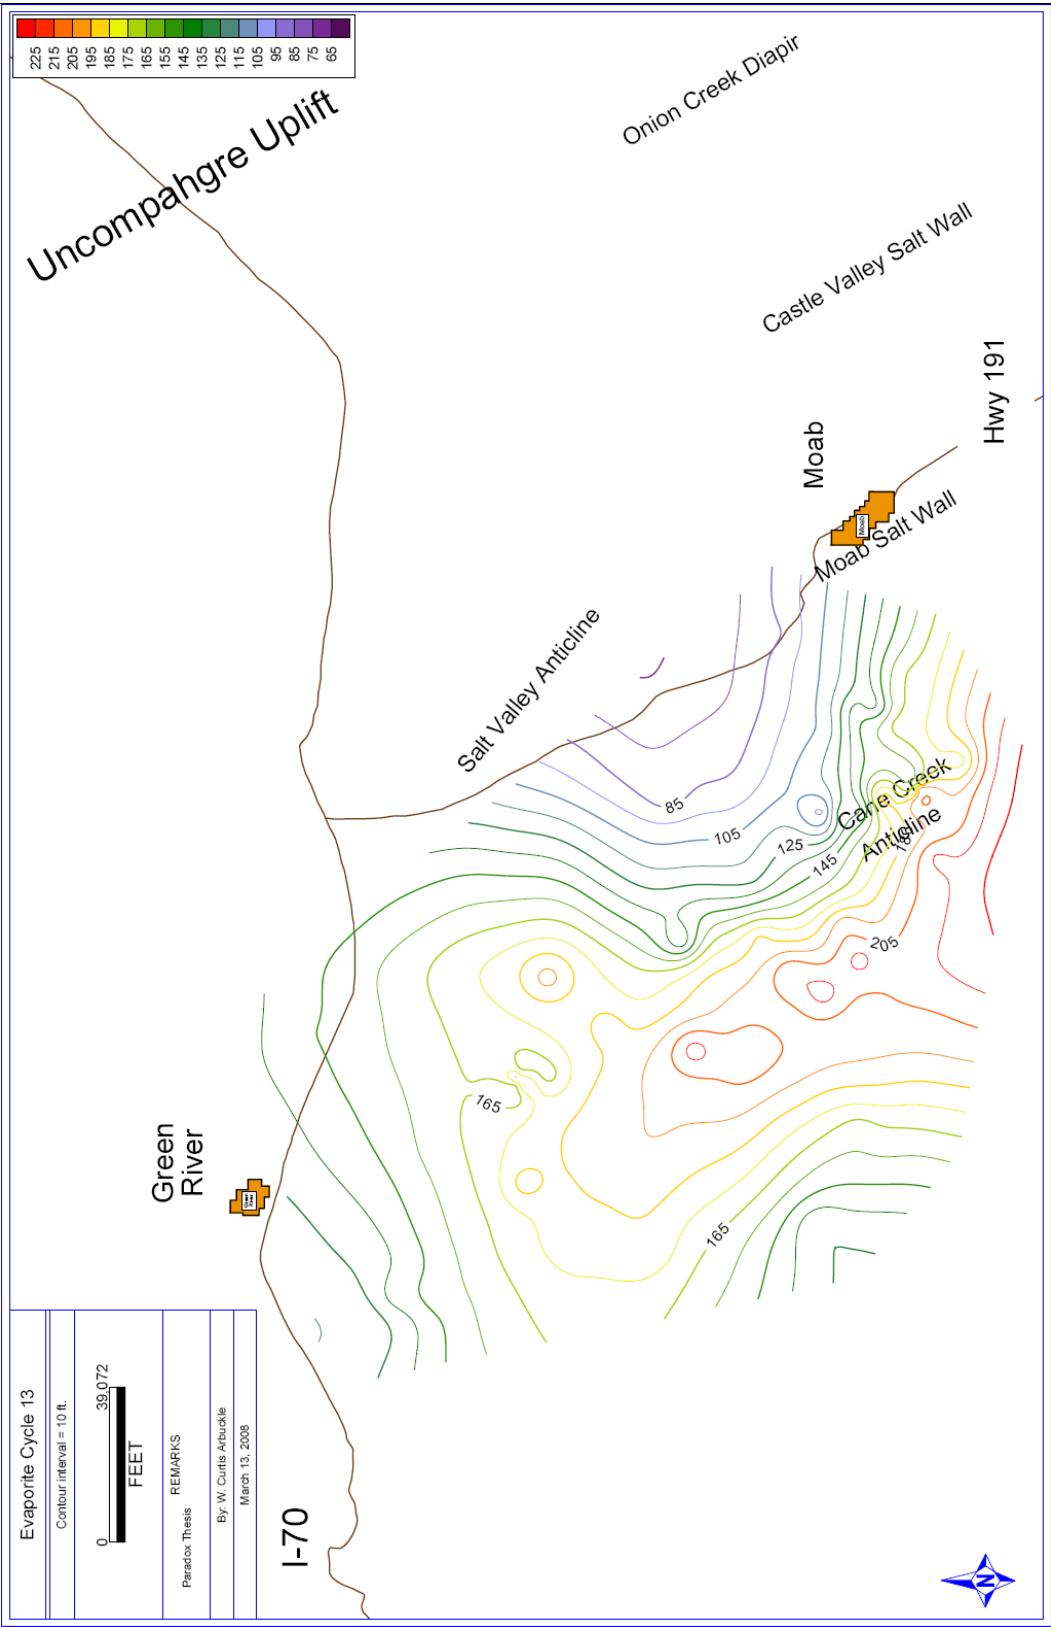 225
215
205
195
185
175
165
155
145
135
125
115
105
95
85
75
65
Uncompahgre Uplift
Onion Creek Diapir
Castle Valley Salt Wall
Hwy 191
Moab
Moab
Moab Salt Wall
Salt Valley Anticline
85
105
125
145
Cane Creek
Anticline
205
165
165
Green
River
Green
River
Evaporite Cycle 13
Contour interval = 10 ft.
0
39,072
FEET
REMARKS
Paradox Thesis
By: W. Curtis Arbuckle
March 13, 2008
I-70
N